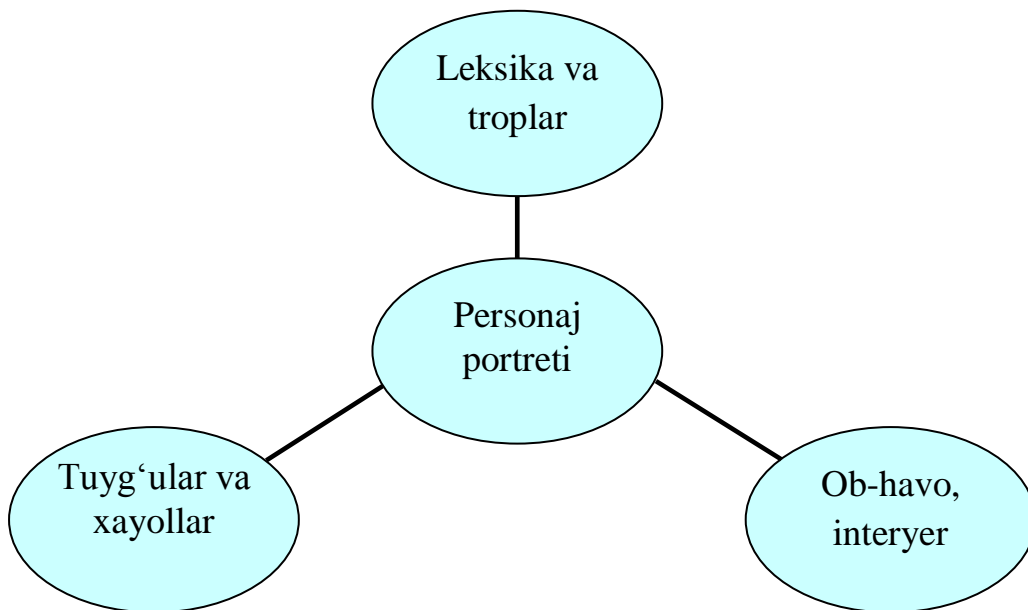 Leksika va
troplar
Personaj
portreti
Tuyg‘ular va
xayollar
Ob-havo,
interyer